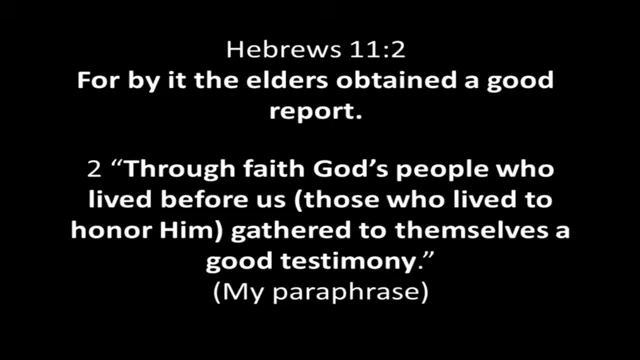 Hebrews 11:2
For by it the elders obtained a good
report.
2 “Through faith God’s people who
lived before us (those who lived to
honor Him) gathered to themselves a
good testimony.”
(My paraphrase)